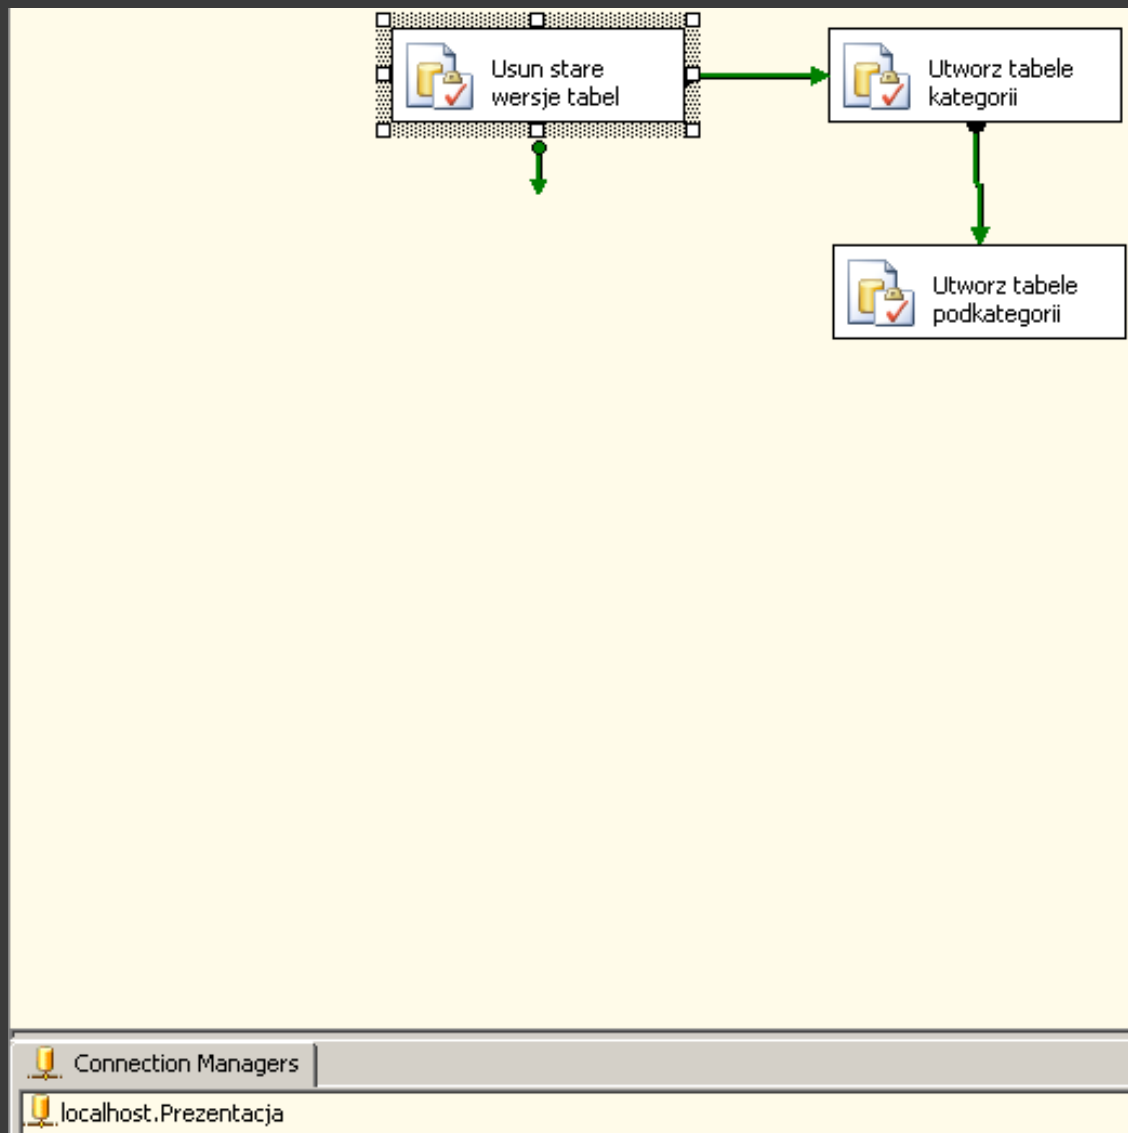 Usun stare
wersje tabel
Utworz tabele
kategorii
Utworz tabele
podkategorii
Connection Managers
localhost.Prezentacja